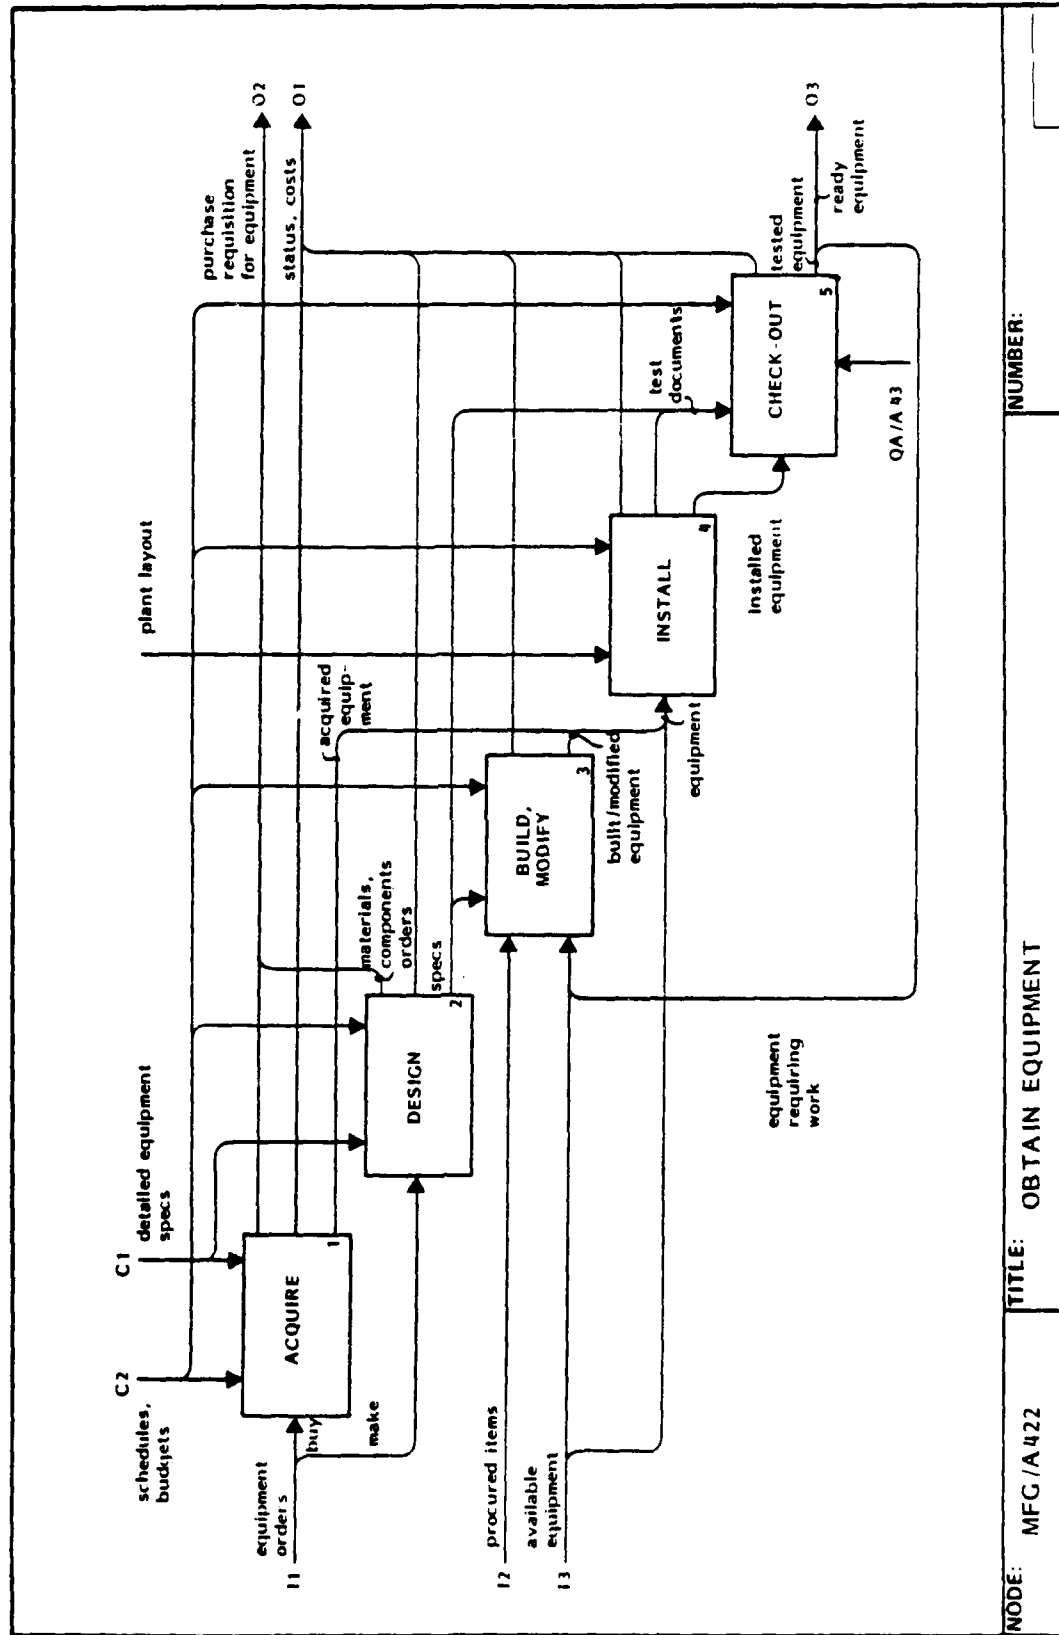 C2
schedules,
budgets
C1
detailed equipment
specs
plant layout
purchase
requisition
for equipment
O2
status, costs
O1
I1
equipment
orders
buy
make
ACQUIRE
1
acquired
equip-
ment
DESIGN
2
materials,
components
orders
specs
I2
procured items
I3
available
equipment
BUILD,
MODIFY
3
built/modified
equipment
equipment
INSTALL
4
installed
equipment
test
documents
CHECK-OUT
5
tested
equipment
O3
ready
equipment
QA/A43
equipment
requiring
work
NODE:
MFG/A422
TITLE:
OBTAIN EQUIPMENT
NUMBER: